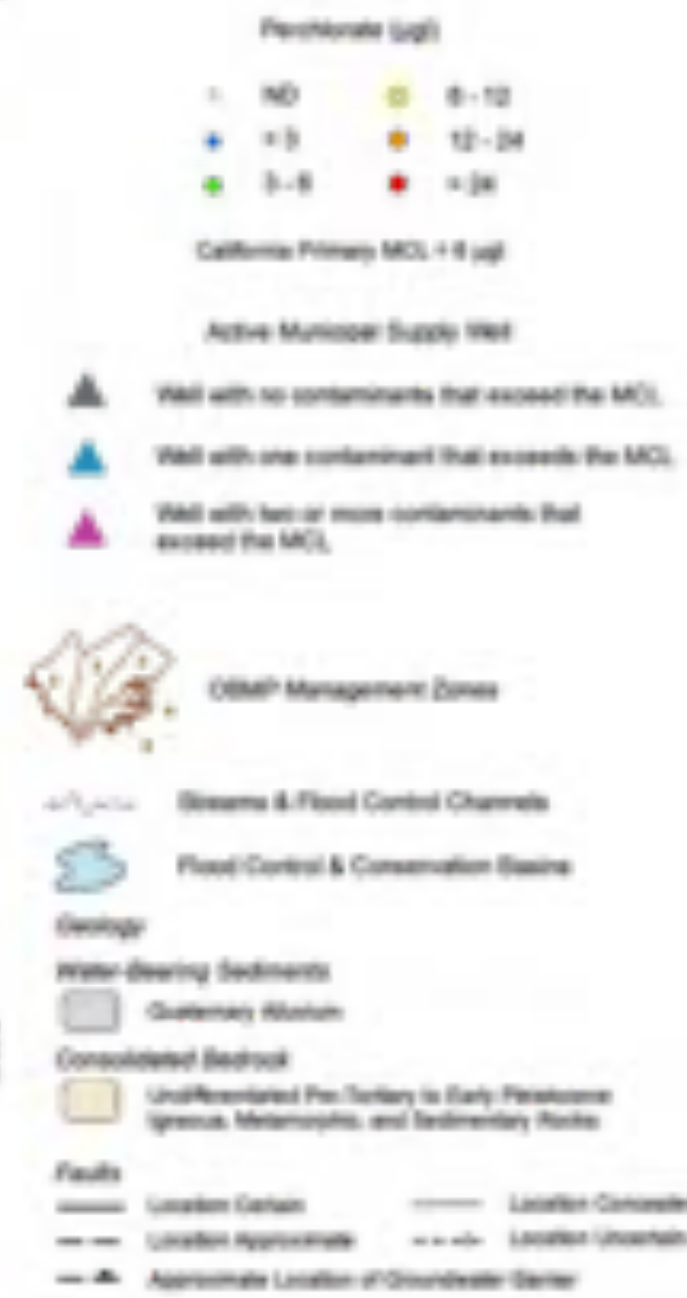 Perchlorate (µg/l)
ND
6 - 12
12 - 24
3 - 6
California Primary MCL = 6 µg/l
Active Municipal Supply Well
Well with no contaminants that exceed the MCL
Well with one contaminant that exceeds the MCL
Well with two or more contaminants that
exceed the MCL
OBMP Management Zones
Streams & Flood Control Channels
Flood Control & Conservation Basins
Geology
Water-Bearing Sediments
Quaternary Alluvium
Consolidated Bedrock
Undifferentiated Pre-Tertiary to Early Pleistocene
Igneous, Metamorphic, and Sedimentary Rocks
Faults
Location Certain
Location Concealed
Location Approximate
Location Uncertain
Approximate Location of Groundwater Barrier